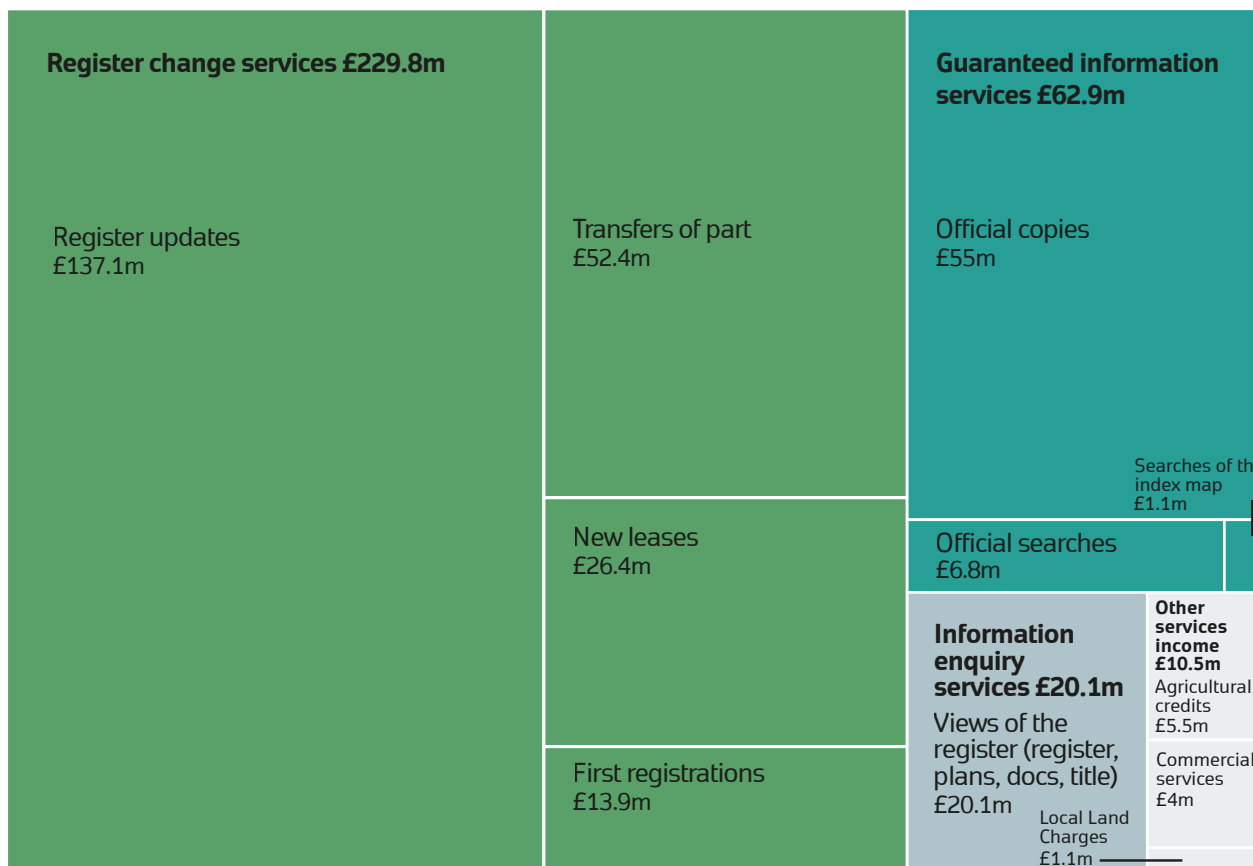 Register change services £229.8m
Register updates
£137.1m
Transfers of part
£52.4m
New leases
£26.4m
First registrations
£13.9m
Guaranteed information
services £62.9m
Official copies
£55m
Searches of th
index map
£1.1m
Official searches
£6.8m
Information
enquiry
services £20.1m
Views of the
register (register,
plans, docs, title)
£20.1m
Other
services
income
£10.5m
Agricultural
credits
£5.5m
Commercial
services
£4m
Local Land
Charges
£1.1m